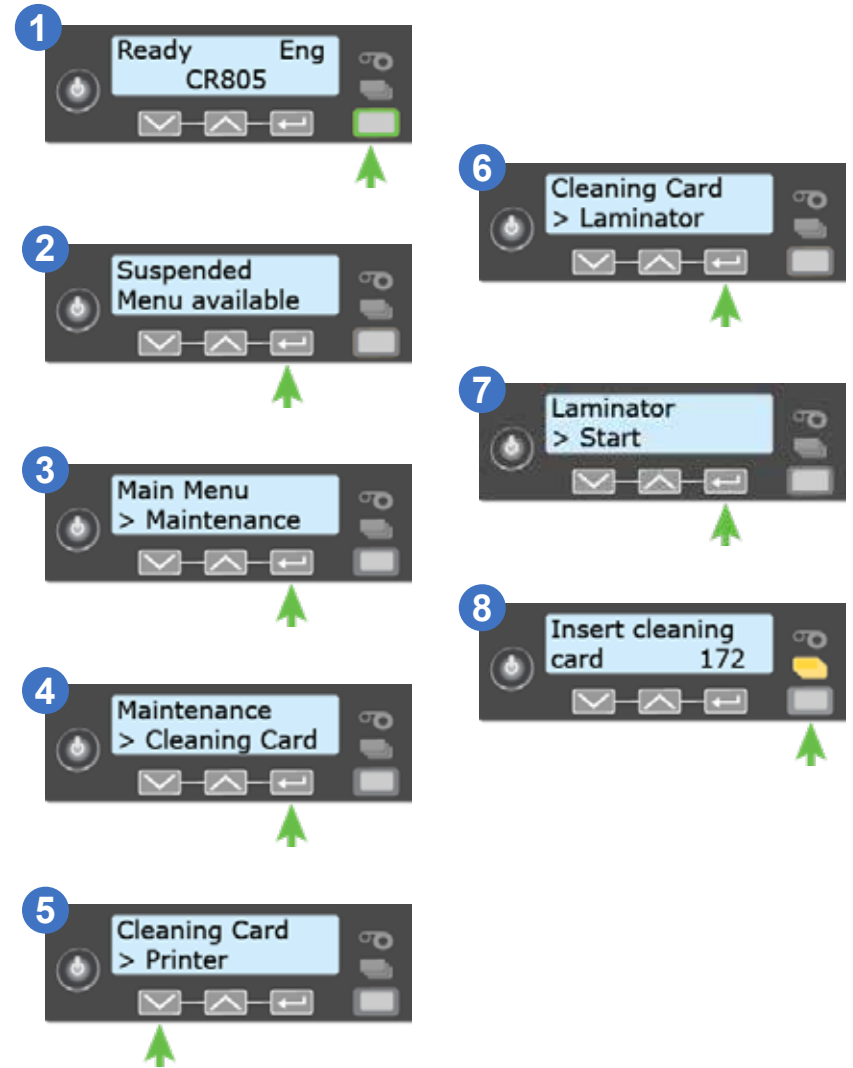 1
Ready Eng
CR805
2
Suspended
Menu available
3
Main Menu
> Maintenance
4
Maintenance
> Cleaning Card
5
Cleaning Card
> Printer
6
Cleaning Card
> Laminator
7
Laminator
> Start
8
Insert cleaning
card 172